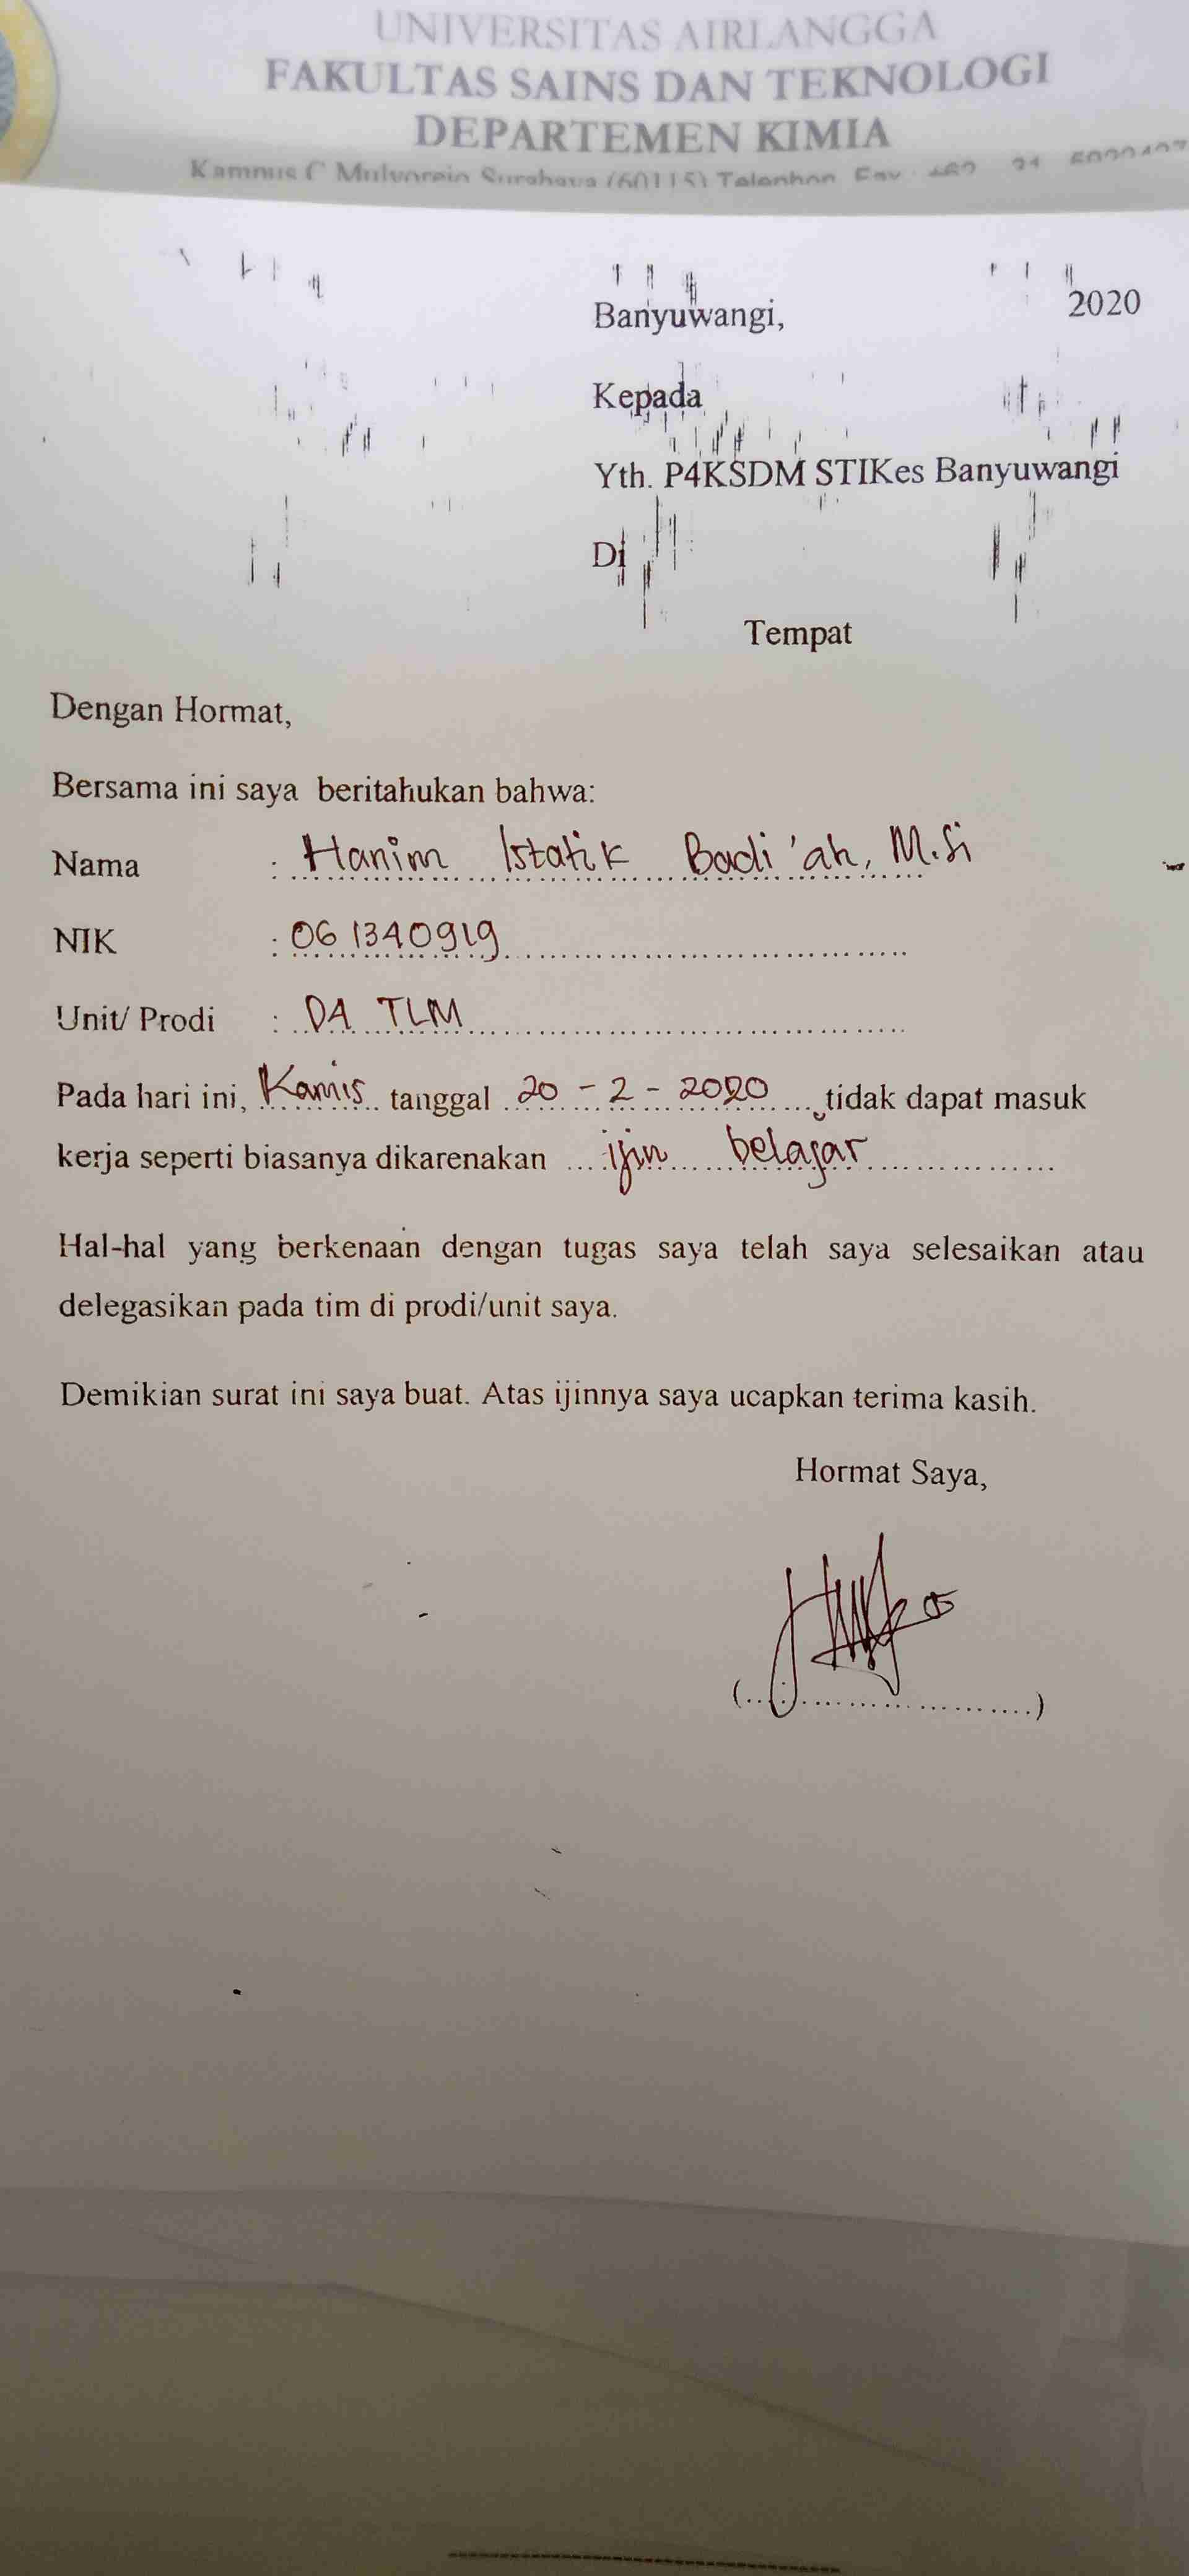 UNIVERSITAS AIRLANGGA
FAKULTAS SAINS DAN TEKNOLOGI
DEPARTEMEN KIMIA
Kampus C Mulyorejo Surabaya (60115) Telephon Fax
Banyuwangi, 2020
Kepada
Yth. P4KSDM STIKes Banyuwangi
Di
Tempat
Dengan Hormat,
Bersama ini saya beritahukan bahwa:
Nama : Hanim Istatik Badi'ah, M.Si
NIK : 061340919
Unit/ Prodi : DA TLM
Pada hari ini, Kamis tanggal 20 - 2 - 2020 tidak dapat masuk
kerja seperti biasanya dikarenakan ijin belajar
Hal-hal yang berkenaan dengan tugas saya telah saya selesaikan atau
delegasikan pada tim di prodi/unit saya.
Demikian surat ini saya buat. Atas ijinnya saya ucapkan terima kasih.
Hormat Saya,